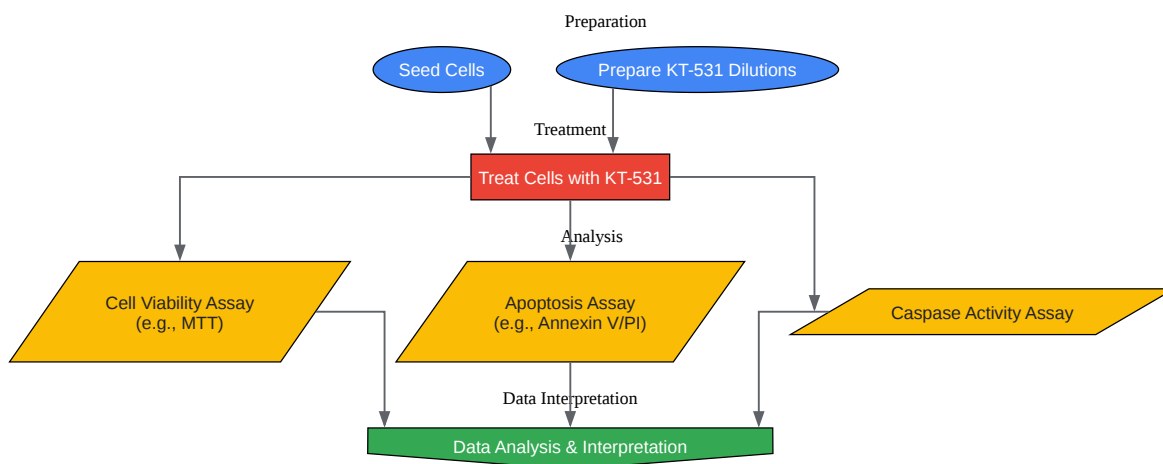 Preparation
Seed Cells
Prepare KT-531 Dilutions
Treatment
Treat Cells with KT-531
Analysis
Cell Viability Assay
(e.g., MTT)
Apoptosis Assay
(e.g., Annexin V/PI)
Caspase Activity Assay
Data Interpretation
Data Analysis & Interpretation